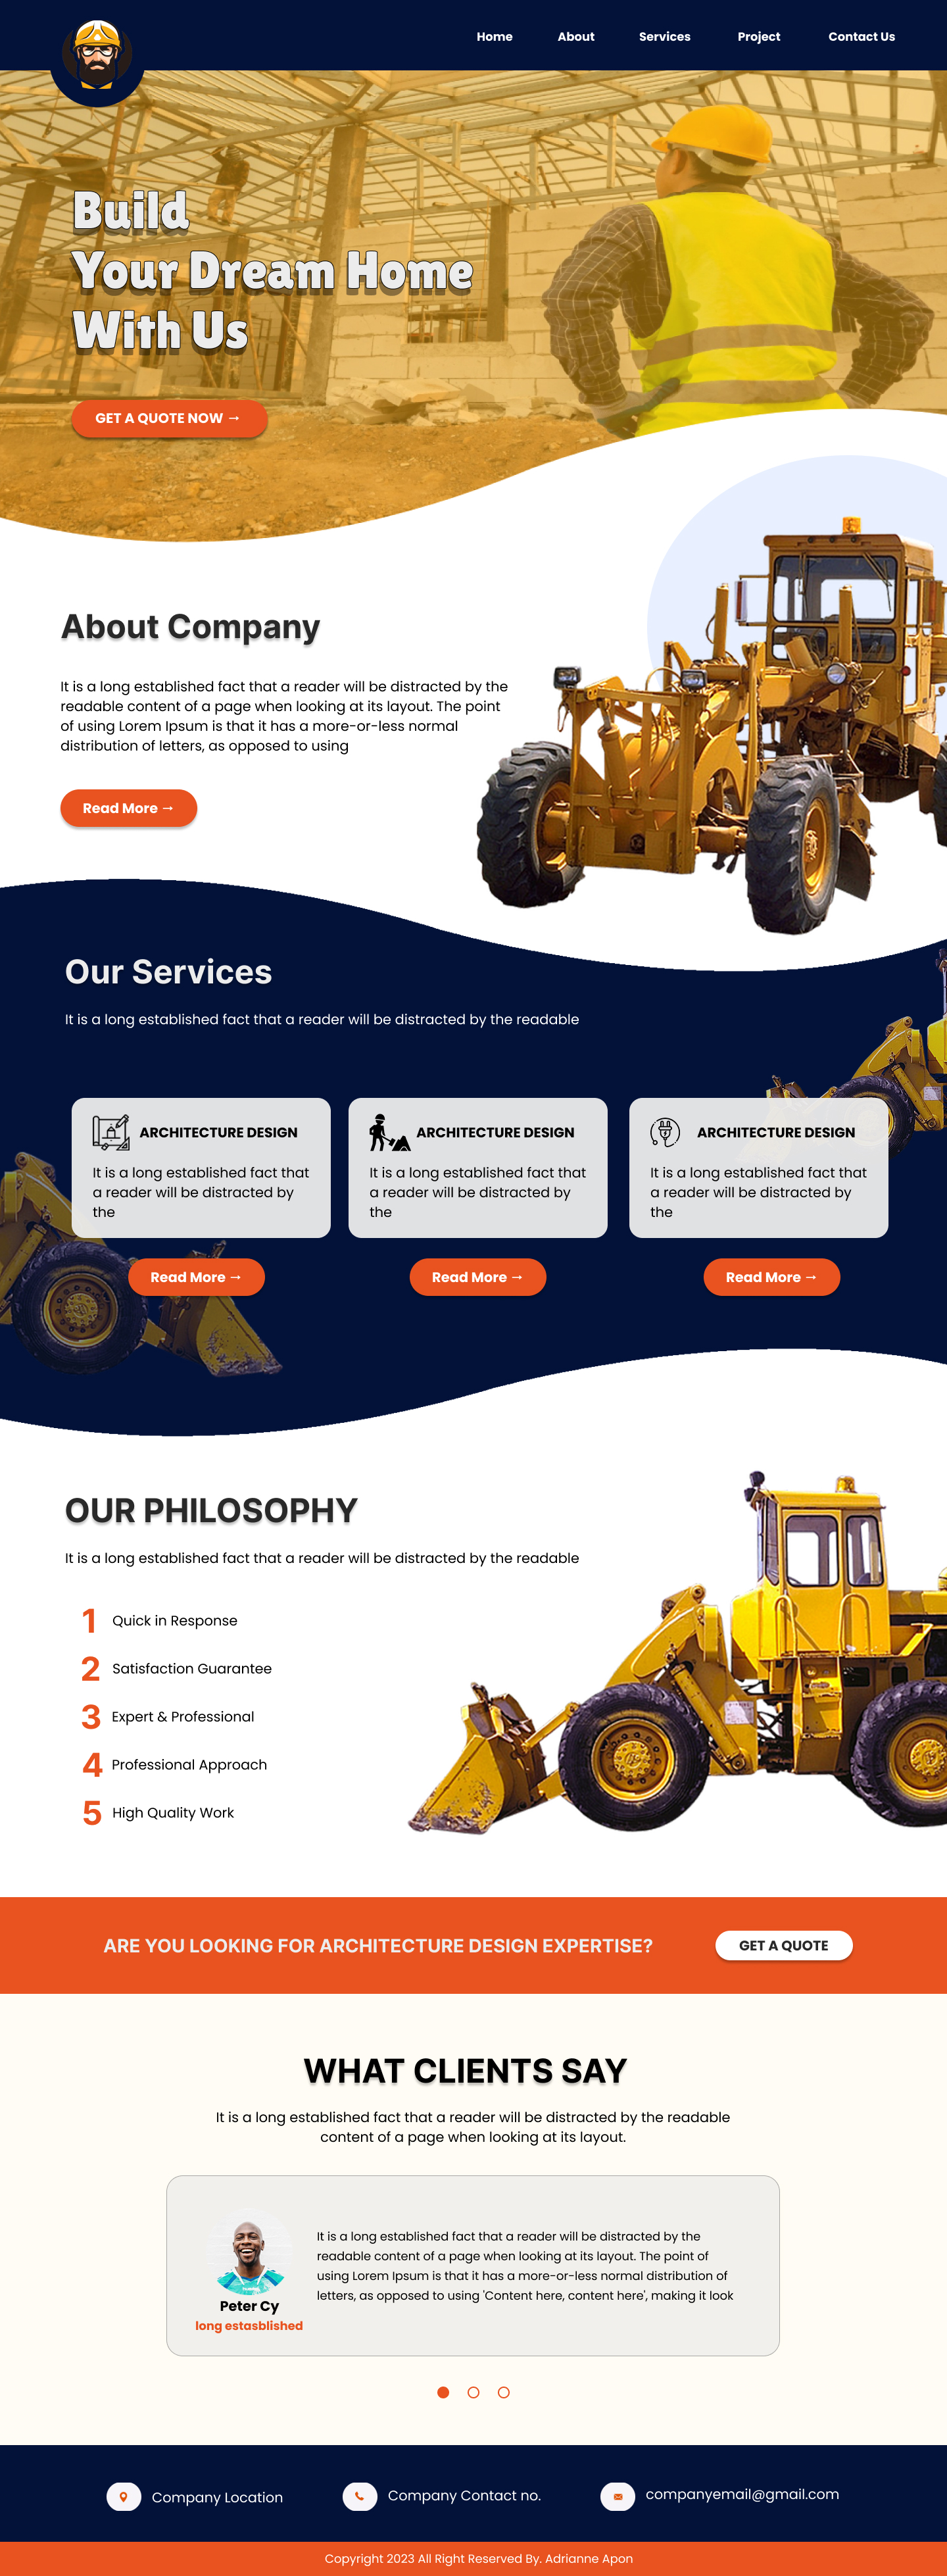 Home About Services Project Contact Us
Build
Your Dream Home
With Us
GET A QUOTE NOW →
About Company
It is a long established fact that a reader will be distracted by the
readable content of a page when looking at its layout. The point
of using Lorem Ipsum is that it has a more-or-less normal
distribution of letters, as opposed to using
Read More →
Our Services
It is a long established fact that a reader will be distracted by the readable
ARCHITECTURE DESIGN
It is a long established fact that
a reader will be distracted by
the
Read More →
ARCHITECTURE DESIGN
It is a long established fact that
a reader will be distracted by
the
Read More →
ARCHITECTURE DESIGN
It is a long established fact that
a reader will be distracted by
the
Read More →
OUR PHILOSOPHY
It is a long established fact that a reader will be distracted by the readable
1 Quick in Response
2 Satisfaction Guarantee
3 Expert & Professional
4 Professional Approach
5 High Quality Work
ARE YOU LOOKING FOR ARCHITECTURE DESIGN EXPERTISE?
GET A QUOTE
WHAT CLIENTS SAY
It is a long established fact that a reader will be distracted by the readable
content of a page when looking at its layout.
Peter Cy
long estasblished
It is a long established fact that a reader will be distracted by the
readable content of a page when looking at its layout. The point of
using Lorem Ipsum is that it has a more-or-less normal distribution of
letters, as opposed to using 'Content here, content here', making it look
Company Location
Company Contact no.
companyemail@gmail.com
Copyright 2023 All Right Reserved By. Adrianne Apon